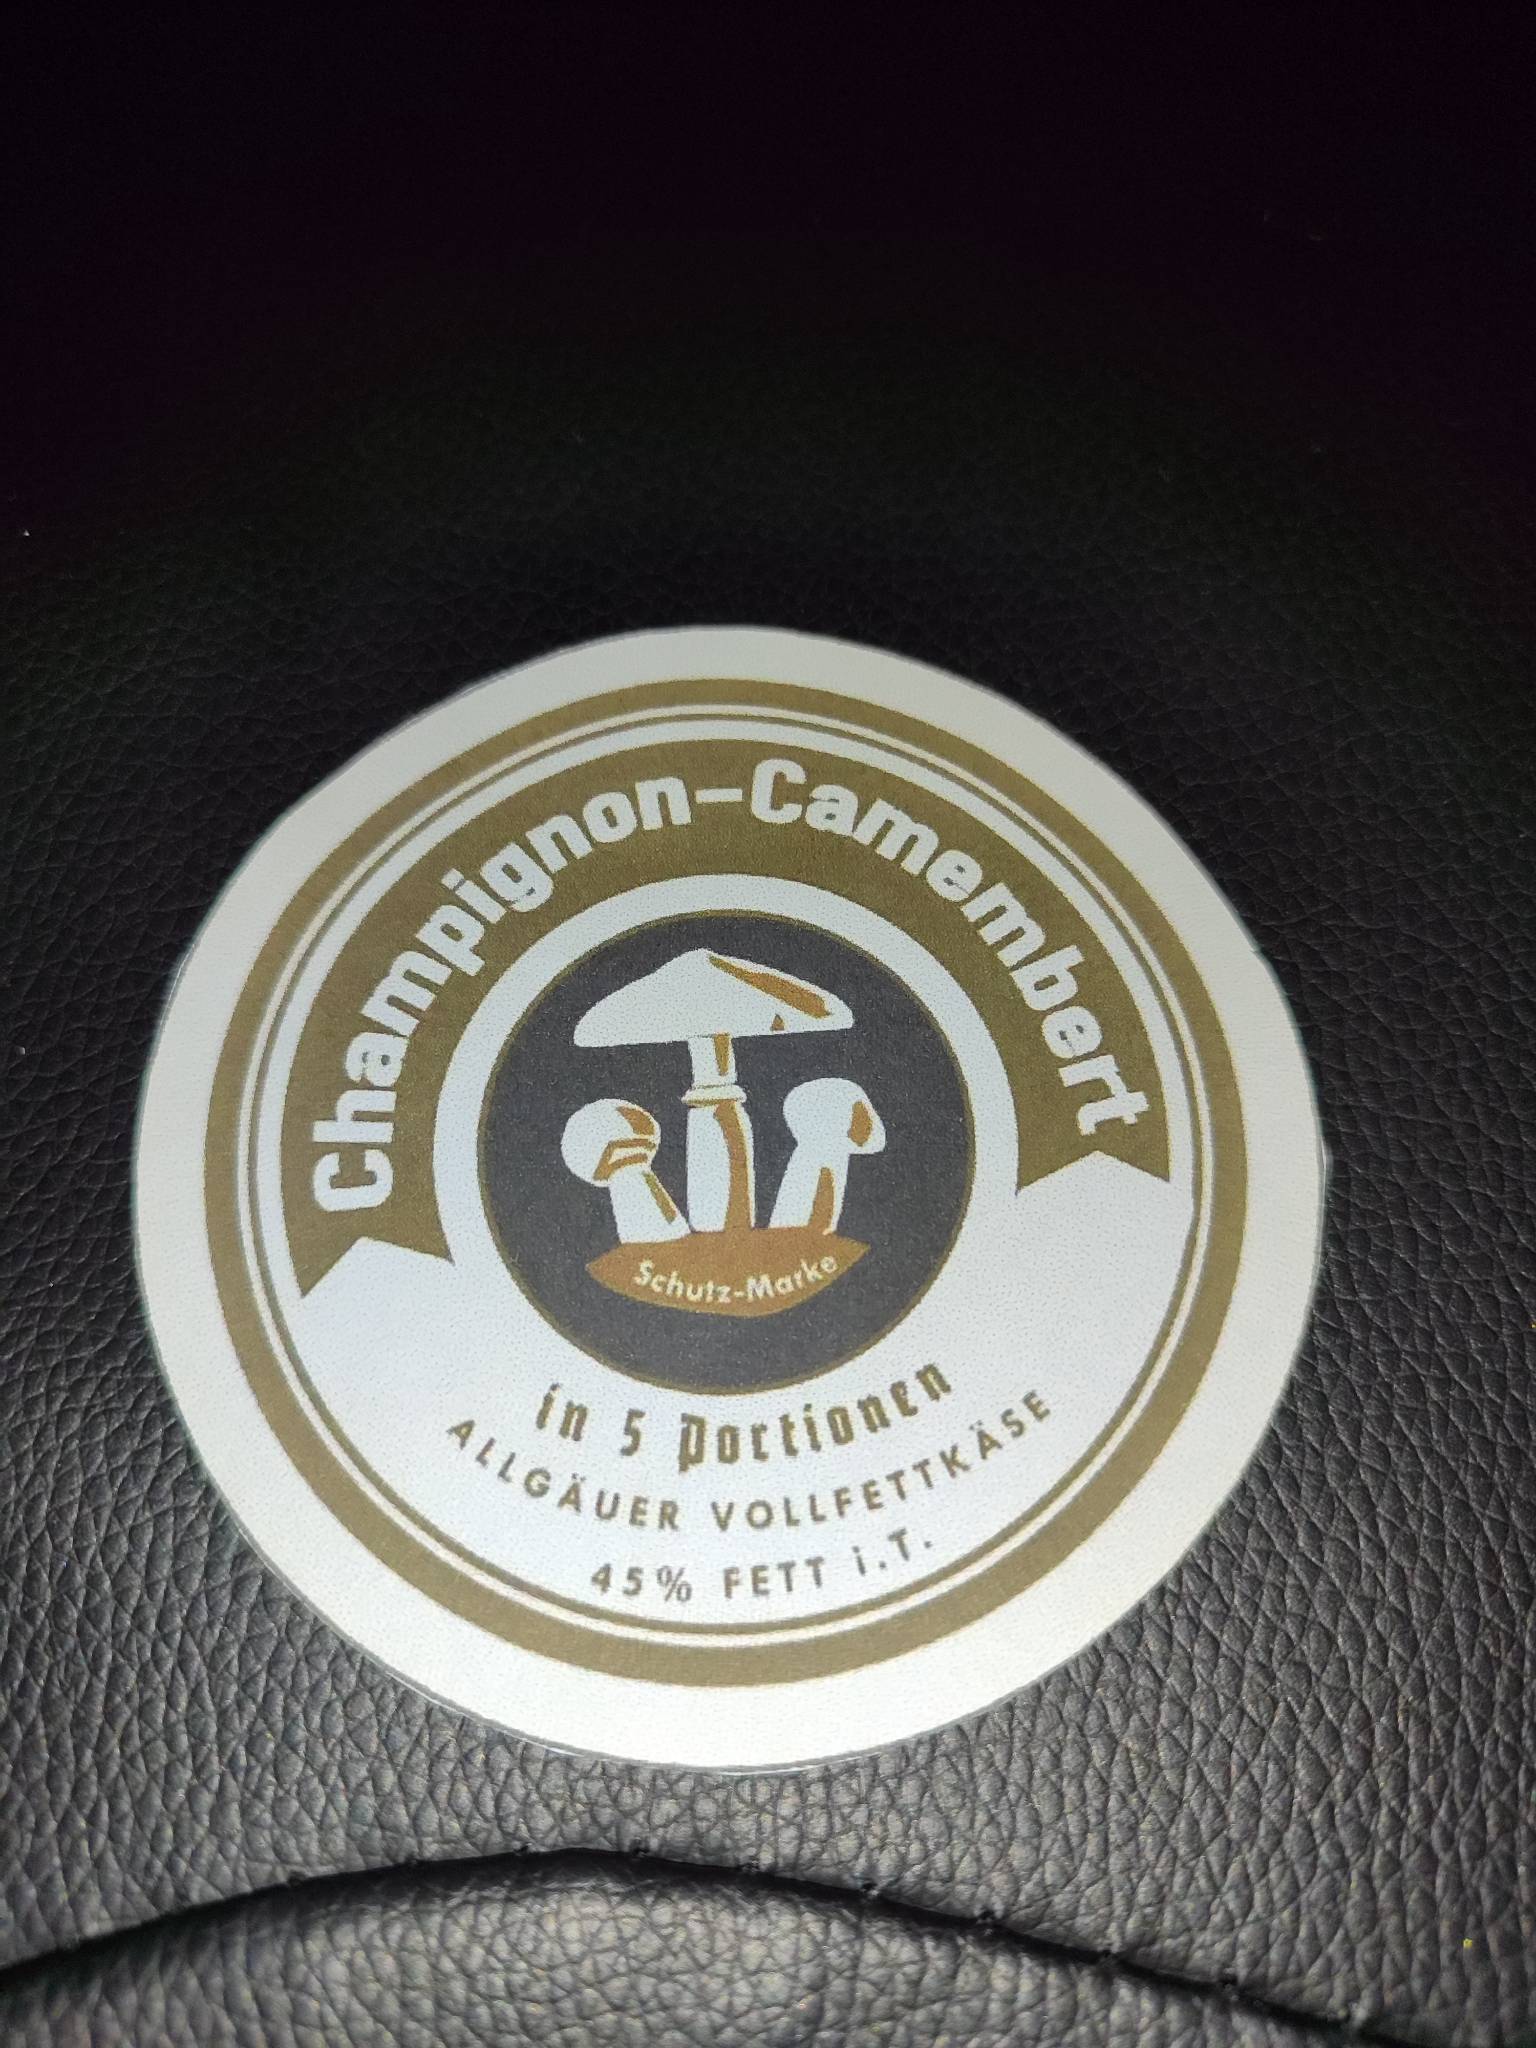 Champignon-Camembert
Schutz-Marke
in 5 Portionen
ALLGÄUER VOLLFETTKÄSE
45% FETT i.T.